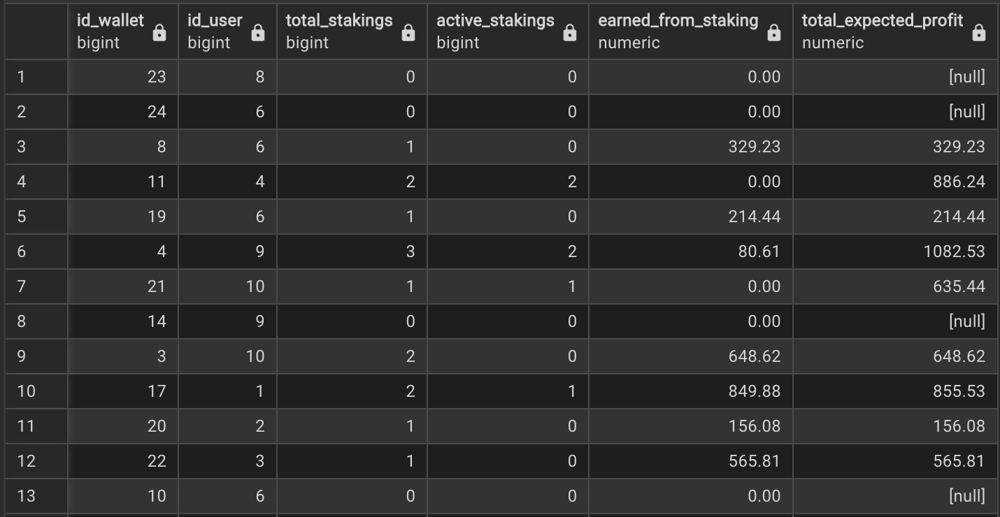 id_wallet id_user total_stakings active_stakings earned_from_staking total_expected_profit
bigint bigint bigint bigint numeric numeric
1 23 8 0 0 0.00 [null]
2 24 6 0 0 0.00 [null]
3 8 6 1 0 329.23 329.23
4 11 4 2 2 0.00 886.24
5 19 6 1 0 214.44 214.44
6 4 9 3 2 80.61 1082.53
7 21 10 1 1 0.00 635.44
8 14 9 0 0 0.00 [null]
9 3 10 2 0 648.62 648.62
10 17 1 2 1 849.88 855.53
11 20 2 1 0 156.08 156.08
12 22 3 1 0 565.81 565.81
13 10 6 0 0 0.00 [null]